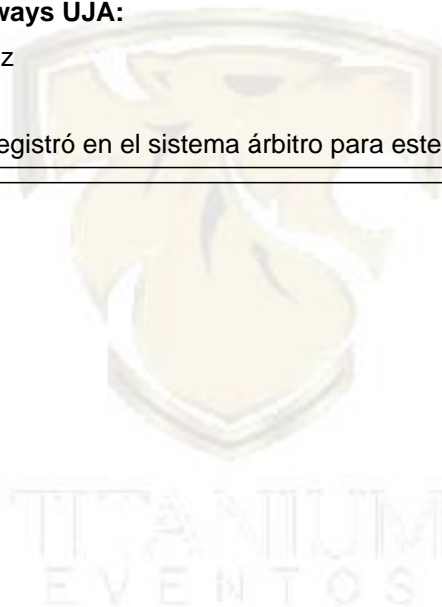 ways UJA:
z
egistró en el sistema árbitro para este
TITANIUM
EVENTOS